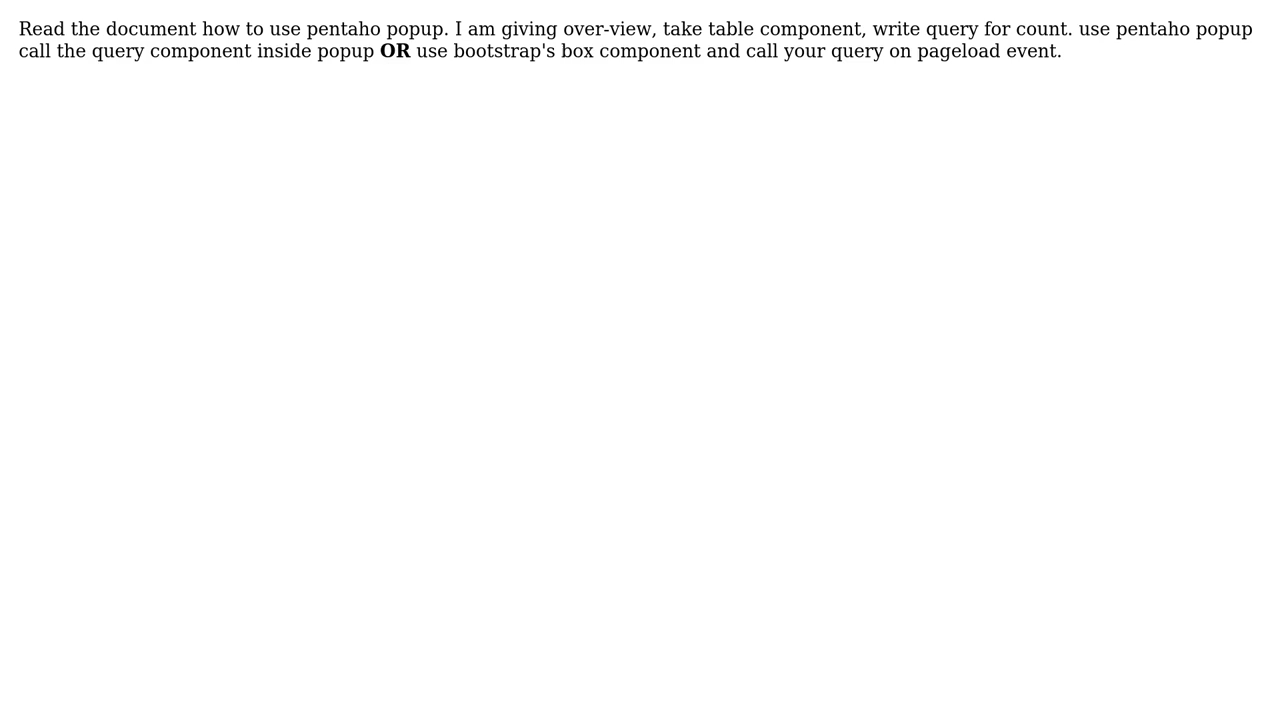 Read the document how to use pentaho popup. I am giving over-view, take table component, write query for count. use pentaho popup
call the query component inside popup OR use bootstrap's box component and call your query on pageload event.